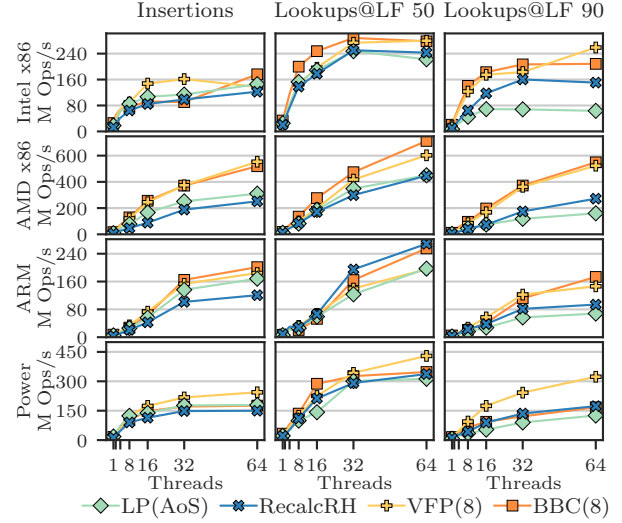 Insertions Lookups@LF 50 Lookups@LF 90
Intel x86
M Ops/s
240
160
80
0
AMD x86
M Ops/s
600
400
200
0
ARM
M Ops/s
240
160
80
0
Power
M Ops/s
450
300
150
0
1 8 16 32 64 1 8 16 32 64 1 8 16 32 64
Threads Threads Threads
LP(AoS) RecalcRH VFP(8) BBC(8)